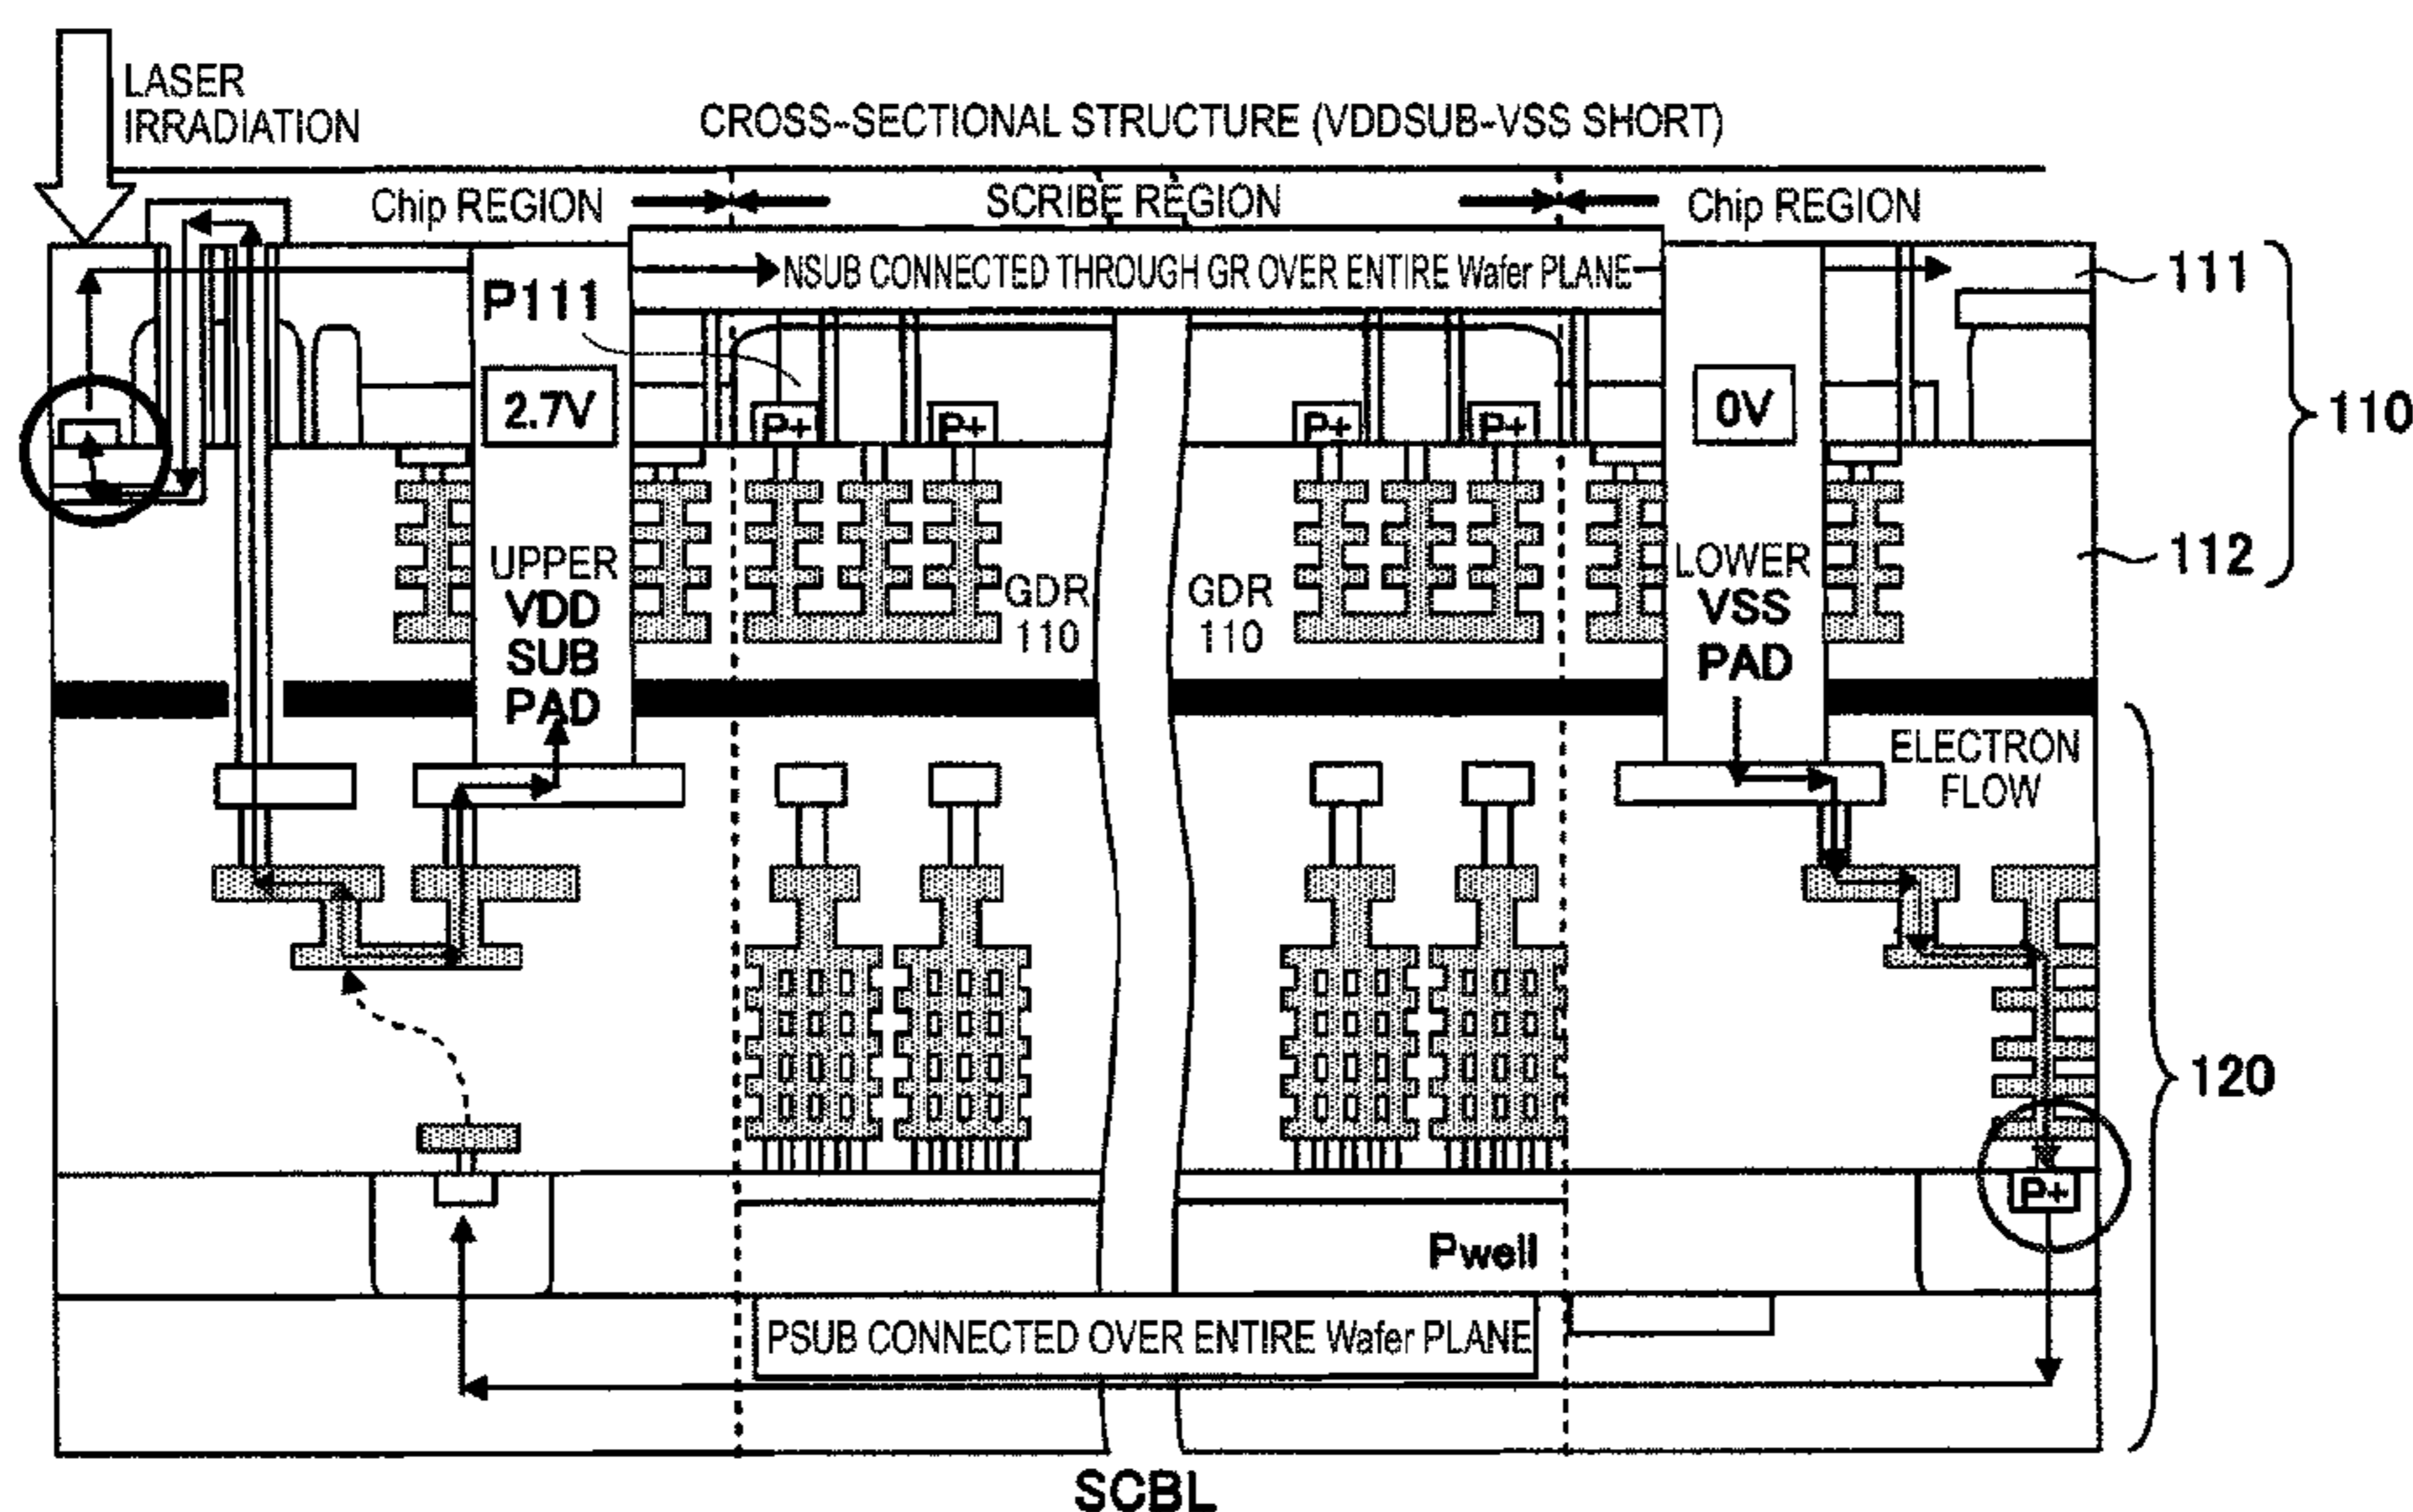 LASER
IRRADIATION
CROSS-SECTIONAL STRUCTURE (VDDSUB-VSS SHORT)
Chip REGION
SCRIBE REGION
Chip REGION
NSUB CONNECTED THROUGH GR OVER ENTIRE Wafer PLANE
111
P111
110
2.7V
0V
P+
P+
P+
P+
UPPER
VDD
SUB
PAD
GDR
110
GDR
110
LOWER
VSS
PAD
112
ELECTRON
FLOW
120
P+
Pwell
PSUB CONNECTED OVER ENTIRE Wafer PLANE
SCBL